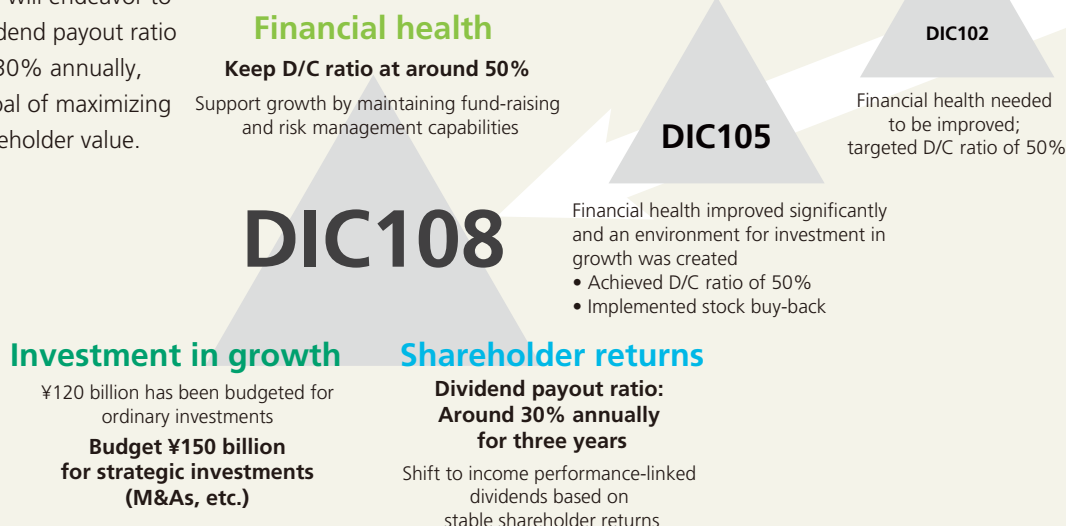 will endeavor to
dend payout ratio
30% annually,
al of maximizing
eholder value.
Financial health
Keep D/C ratio at around 50%
Support growth by maintaining fund-raising
and risk management capabilities
DIC102
Financial health needed
to be improved;
targeted D/C ratio of 50%
DIC105
Financial health improved significantly
and an environment for investment in
growth was created
• Achieved D/C ratio of 50%
• Implemented stock buy-back
DIC108
Investment in growth
¥120 billion has been budgeted for
ordinary investments
Budget ¥150 billion
for strategic investments
(M&As, etc.)
Shareholder returns
Dividend payout ratio:
Around 30% annually
for three years
Shift to income performance-linked
dividends based on
stable shareholder returns